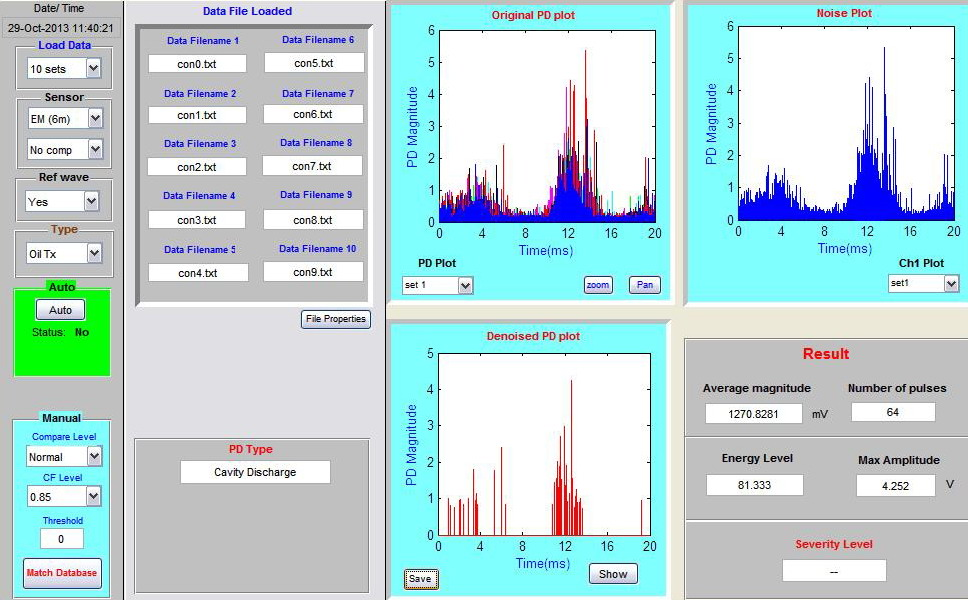 Date/ Time
29-Oct-2013 11:40:21
Load Data
10 sets
Sensor
EM (6m)
No comp
Ref wave
Yes
Type
Oil Tx
Auto
Auto
Status: No
Manual
Compare Level
Normal
CF Level
0.85
Threshold
0
Match Database
Data File Loaded
Data Filename 1
con0.txt
Data Filename 2
con1.txt
Data Filename 3
con2.txt
Data Filename 4
con3.txt
Data Filename 5
con4.txt
Data Filename 6
con5.txt
Data Filename 7
con6.txt
Data Filename 8
con7.txt
Data Filename 9
con8.txt
Data Filename 10
con9.txt
File Properties
PD Type
Cavity Discharge
Original PD plot
PD Magnitude
6
5
4
3
2
1
0
0 4 8 12 16 20
Time(ms)
PD Plot
set 1
zoom
Pan
Noise Plot
PD Magnitude
6
5
4
3
2
1
0
0 4 8 12 16 20
Time(ms)
Ch1 Plot
set1
Denoised PD plot
PD Magnitude
5
4
3
2
1
0
0 4 8 12 16 20
Time(ms)
Save
Show
Result
Average magnitude
1270.8281 mV
Number of pulses
64
Energy Level
81.333
Max Amplitude
4.252 V
Severity Level
--